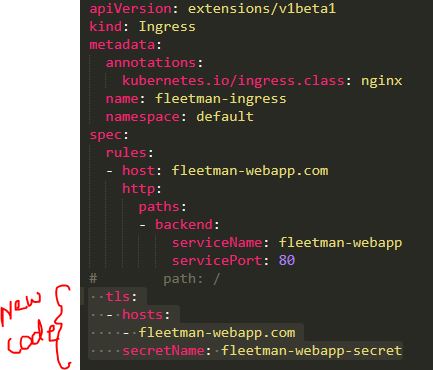 apiVersion: extensions/v1beta1
kind: Ingress
metadata:
  annotations:
    kubernetes.io/ingress.class: nginx
  name: fleetman-ingress
  namespace: default
spec:
  rules:
  - host: fleetman-webapp.com
    http:
      paths:
      - backend:
          serviceName: fleetman-webapp
          servicePort: 80
#        path: /
  tls:
  - hosts:
    - fleetman-webapp.com
    secretName: fleetman-webapp-secret
New
code